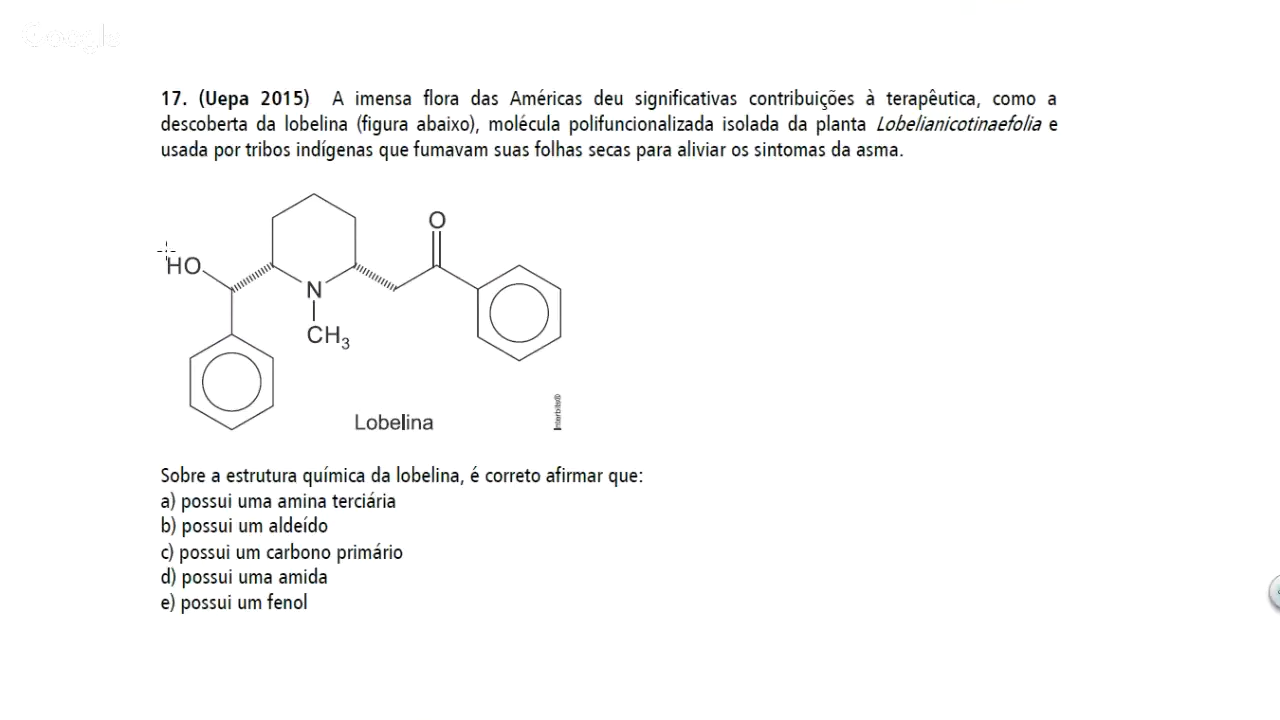 Google
17. (Uepa 2015) A imensa flora das Américas deu significativas contribuições à terapêutica, como a
descoberta da lobelina (figura abaixo), molécula polifuncionalizada isolada da planta Lobelianicotinaefolia e
usada por tribos indígenas que fumavam suas folhas secas para aliviar os sintomas da asma.
O
HO
N
CH3
Interbits®
Lobelina
Sobre a estrutura química da lobelina, é correto afirmar que:
a) possui uma amina terciária
b) possui um aldeído
c) possui um carbono primário
d) possui uma amida
e) possui um fenol